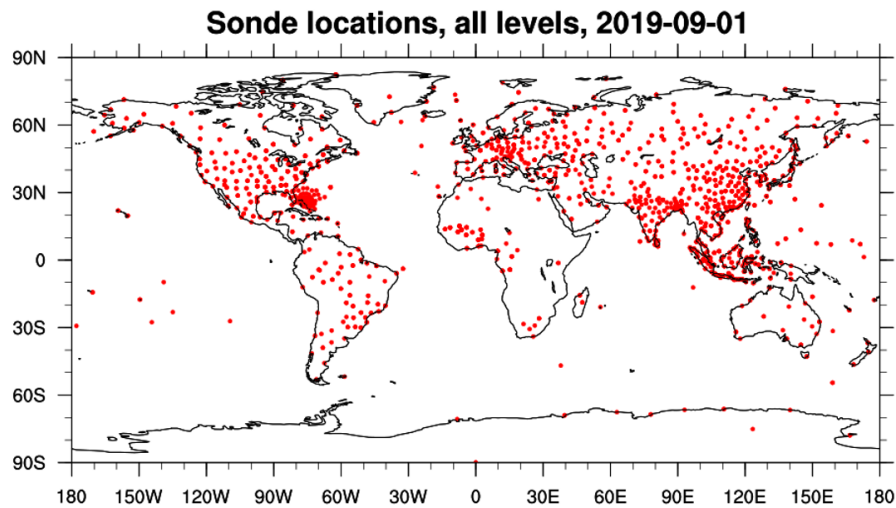 Sonde locations, all levels, 2019-09-01
90N
60N
30N
0
30S
60S
90S
180 150W 120W 90W 60W 30W 0 30E 60E 90E 120E 150E 180